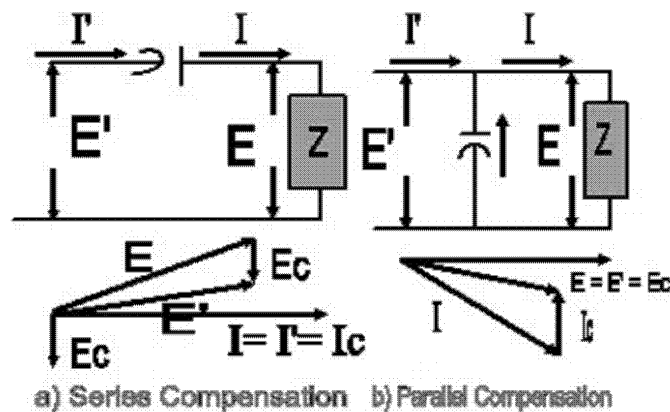 I' I
E' E Z
E
Ec
E'
I = I' = Ic
Ec
a) Series Compensation
I' I
E' E Z
E = E' = Ec
I
Ic
b) Parallel Compensation